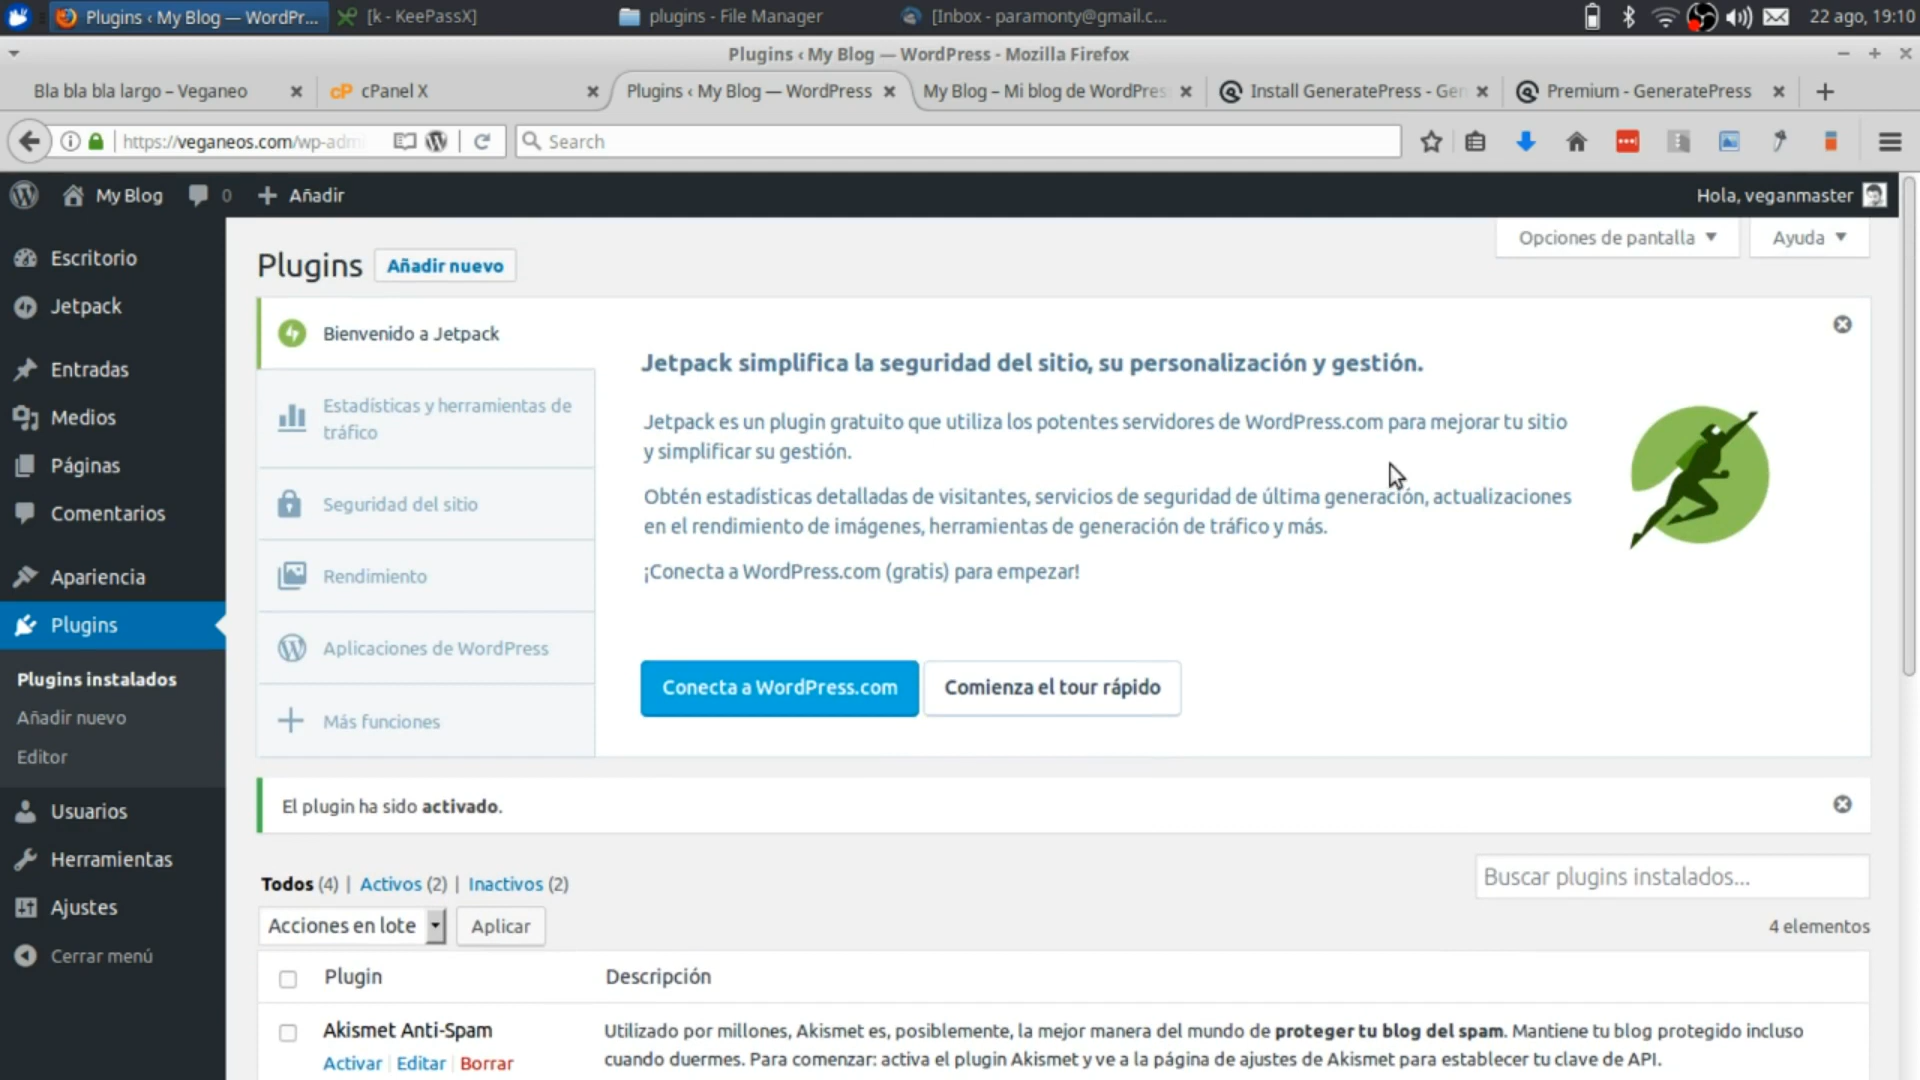 Plugins ‹ My Blog — WordPr...
[k - KeePassX]
plugins - File Manager
[Inbox - paramonty@gmail.c...
22 ago, 19:10
Plugins ‹ My Blog — WordPress - Mozilla Firefox
Bla bla bla largo – Veganeo
cPanel X
Plugins ‹ My Blog — WordPress
My Blog – Mi blog de WordPres
Install GeneratePress - Gen
Premium - GeneratePress
https://veganeos.com/wp-adm
Search
My Blog
0
Añadir
Hola, veganmaster
Escritorio
Jetpack
Entradas
Medios
Páginas
Comentarios
Apariencia
Plugins
Plugins instalados
Añadir nuevo
Editor
Usuarios
Herramientas
Ajustes
Cerrar menú
Opciones de pantalla
Ayuda
Plugins
Añadir nuevo
Bienvenido a Jetpack
Estadísticas y herramientas de
tráfico
Seguridad del sitio
Rendimiento
Aplicaciones de WordPress
Más funciones
Jetpack simplifica la seguridad del sitio, su personalización y gestión.
Jetpack es un plugin gratuito que utiliza los potentes servidores de WordPress.com para mejorar tu sitio
y simplificar su gestión.
Obtén estadísticas detalladas de visitantes, servicios de seguridad de última generación, actualizaciones
en el rendimiento de imágenes, herramientas de generación de tráfico y más.
¡Conecta a WordPress.com (gratis) para empezar!
Conecta a WordPress.com
Comienza el tour rápido
El plugin ha sido activado.
Todos (4) | Activos (2) | Inactivos (2)
Buscar plugins instalados...
Acciones en lote
Aplicar
4 elementos
Plugin
Descripción
Akismet Anti-Spam
Activar | Editar | Borrar
Utilizado por millones, Akismet es, posiblemente, la mejor manera del mundo de proteger tu blog del spam. Mantiene tu blog protegido incluso
cuando duermes. Para comenzar: activa el plugin Akismet y ve a la página de ajustes de Akismet para establecer tu clave de API.